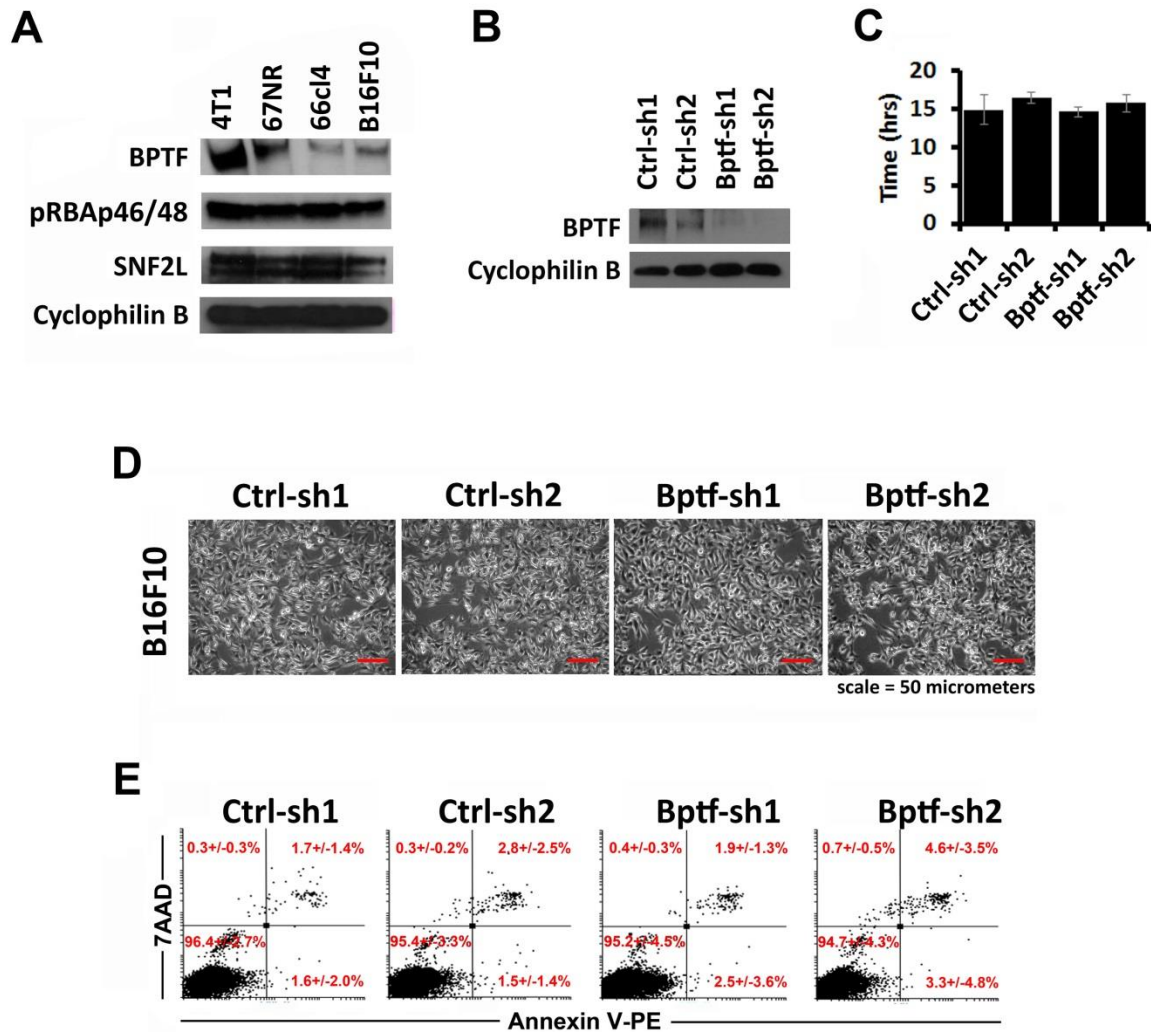 A
4T1
67NR
66cl4
B16F10
BPTF
pRBAp46/48
SNF2L
Cyclophilin B
B
Ctrl-sh1
Ctrl-sh2
Bptf-sh1
Bptf-sh2
BPTF
Cyclophilin B
C
20
15
10
5
0
Time (hrs)
Ctrl-sh1
Ctrl-sh2
Bptf-sh1
Bptf-sh2
D
Ctrl-sh1 Ctrl-sh2 Bptf-sh1 Bptf-sh2
B16F10
scale = 50 micrometers
E
Ctrl-sh1 Ctrl-sh2 Bptf-sh1 Bptf-sh2
7AAD
0.3+/-0.3% 1.7+/-1.4% 0.3+/-0.2% 2.8+/-2.5% 0.4+/-0.3% 1.9+/-1.3% 0.7+/-0.5% 4.6+/-3.5%
96.4+/-2.7% 95.4+/-3.3% 95.2+/-4.5% 94.7+/-4.3%
1.6+/-2.0% 1.5+/-1.4% 2.5+/-3.6% 3.3+/-4.8%
Annexin V-PE